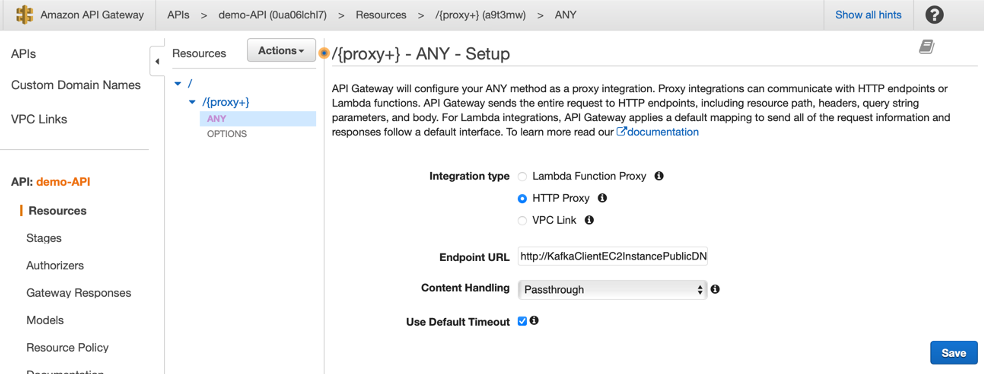 Amazon API Gateway
APIs > demo-API (0ua06lchl7) > Resources > /{proxy+} (a9t3mw) > ANY
Show all hints
?
APIs
Custom Domain Names
VPC Links
API: demo-API
Resources
Stages
Authorizers
Gateway Responses
Models
Resource Policy
Resources
Actions
/
/{proxy+}
ANY
OPTIONS
/{proxy+} - ANY - Setup
API Gateway will configure your ANY method as a proxy integration. Proxy integrations can communicate with HTTP endpoints or
Lambda functions. API Gateway sends the entire request to HTTP endpoints, including resource path, headers, query string
parameters, and body. For Lambda integrations, API Gateway applies a default mapping to send all of the request information and
responses follow a default interface. To learn more read our documentation
Integration type
Lambda Function Proxy
HTTP Proxy
VPC Link
Endpoint URL http://KafkaClientEC2InstancePublicDN
Content Handling Passthrough
Use Default Timeout
Save